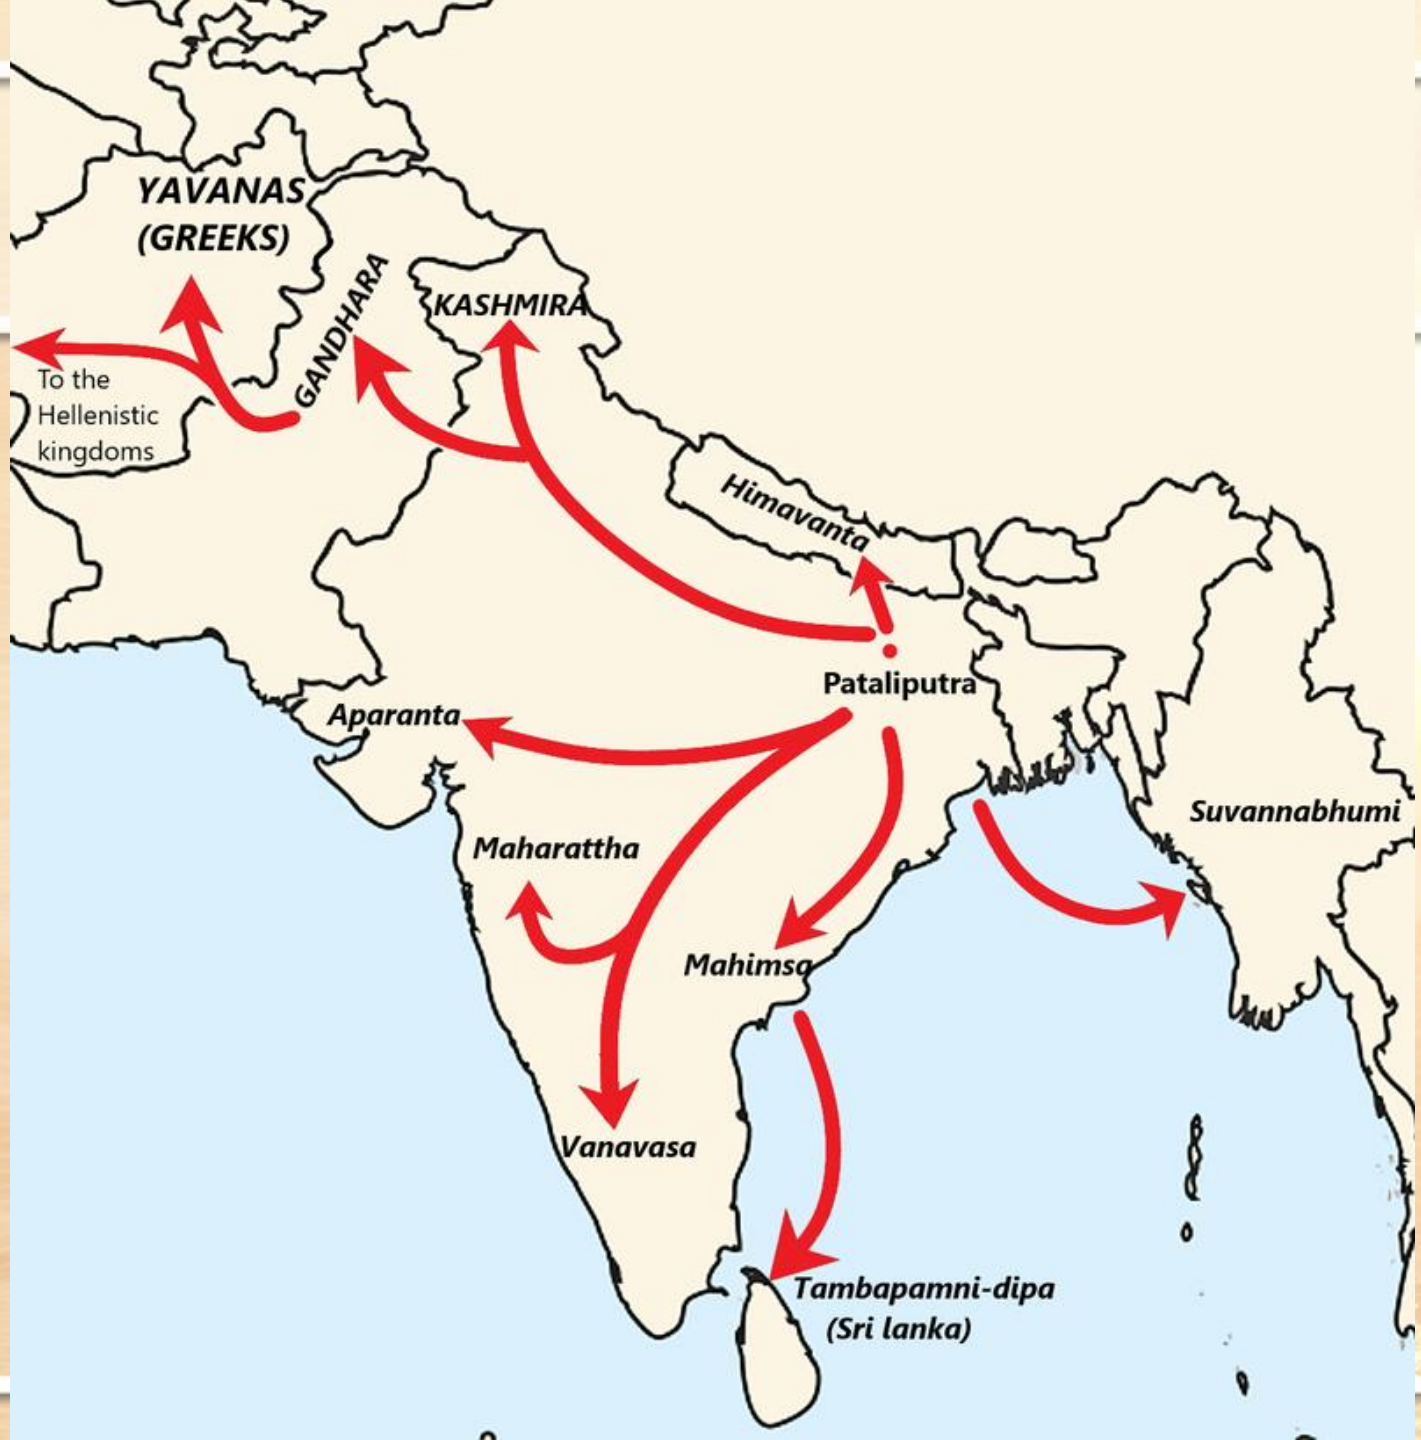 YAVANAS
(GREEKS)
GANDHARA
KASHMIRA
To the
Hellenistic
kingdoms
Himavanta
Pataliputra
Aparanta
Suvannabhumi
Maharattha
Mahimsa
Vanavasa
Tambapamni-dipa
(Sri lanka)